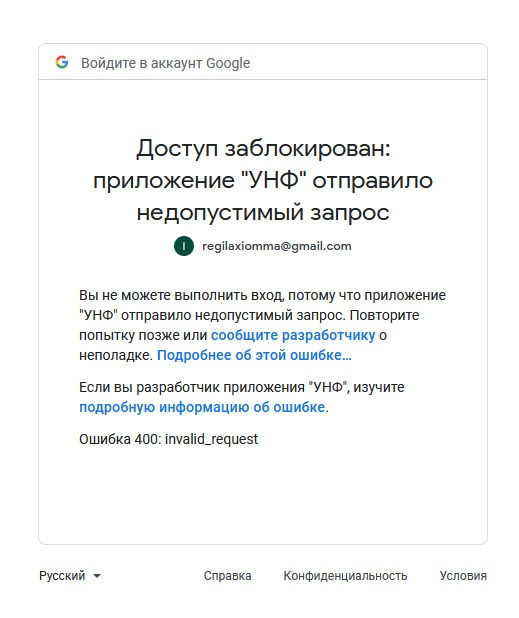 Войдите в аккаунт Google
Доступ заблокирован:
приложение "УНФ" отправило
недопустимый запрос
I regilaxiomma@gmail.com
Вы не можете выполнить вход, потому что приложение
"УНФ" отправило недопустимый запрос. Повторите
попытку позже или сообщите разработчику о
неполадке. Подробнее об этой ошибке...
Если вы разработчик приложения "УНФ", изучите
подробную информацию об ошибке.
Ошибка 400: invalid_request
Русский Справка Конфиденциальность Условия